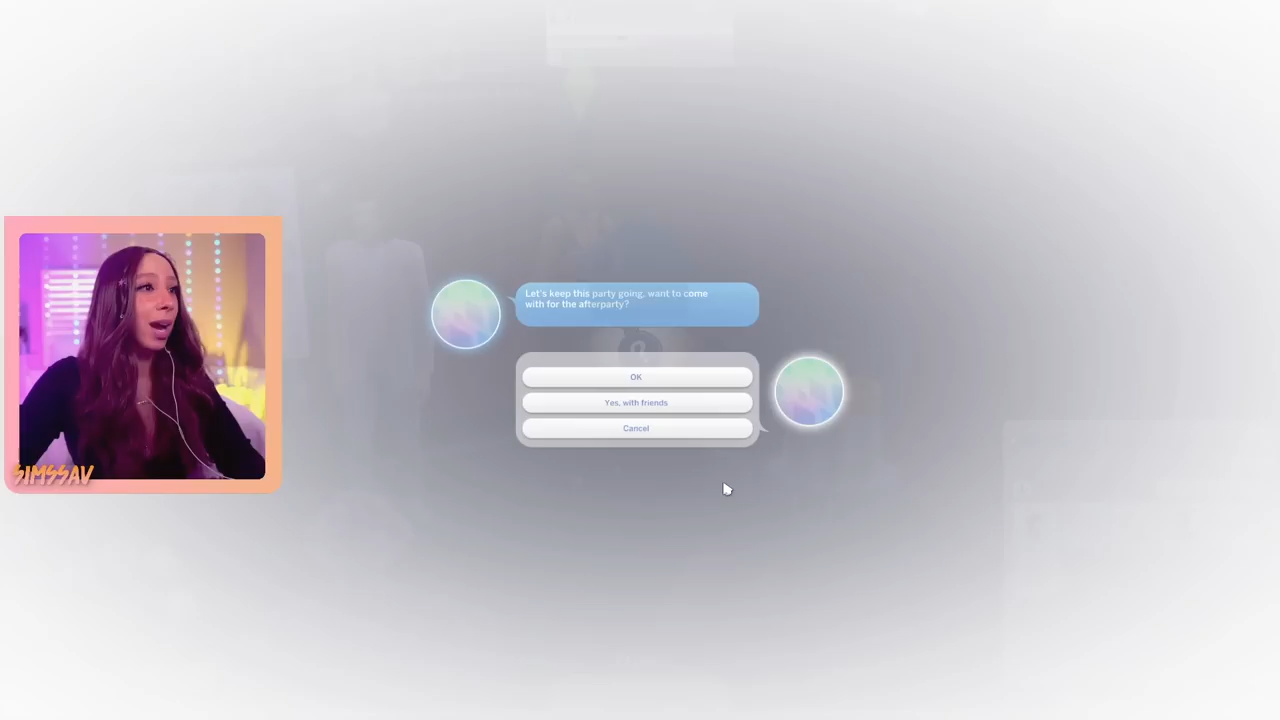 Let's keep this party going, want to come
with for the afterparty?
OK
Yes, with friends
Cancel
SIMSSAV